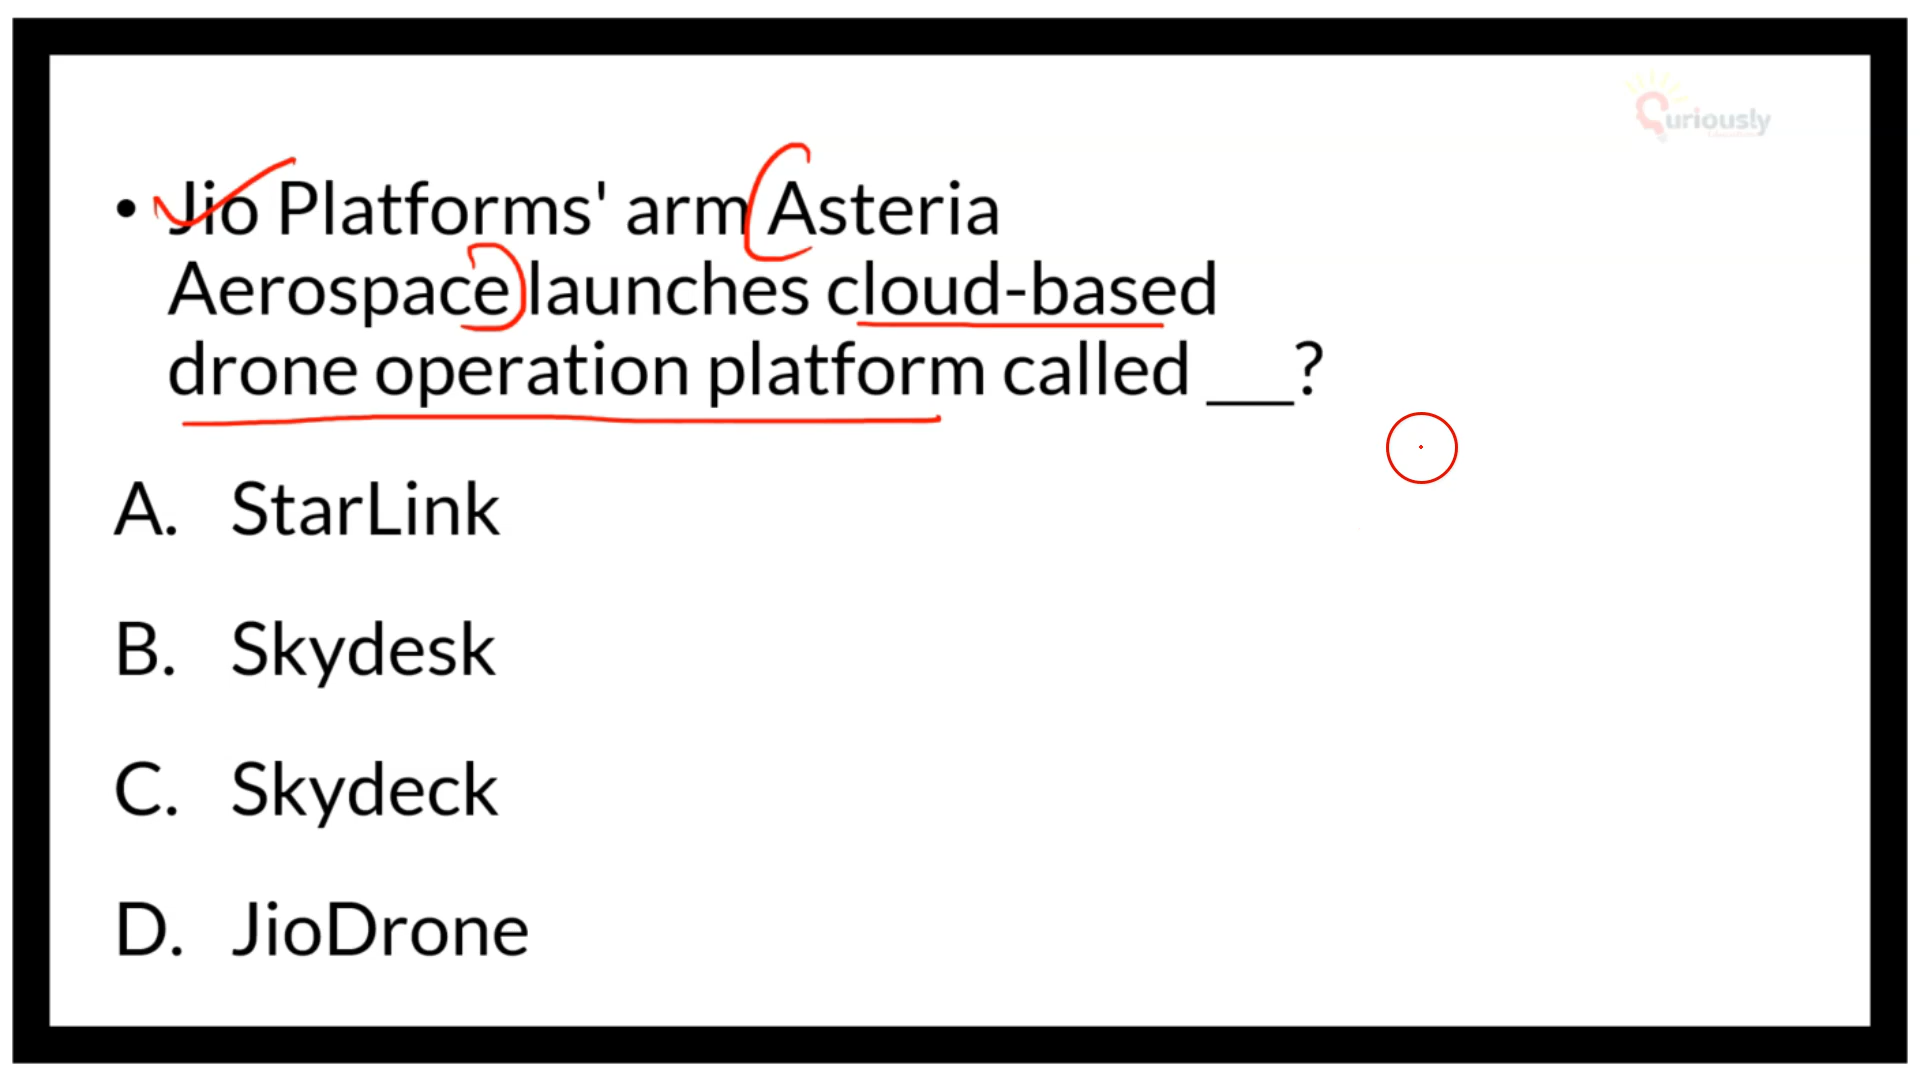 uriously
• Jio Platforms' arm Asteria
Aerospace launches cloud-based
drone operation platform called ___?
A. StarLink
B. Skydesk
C. Skydeck
D. JioDrone